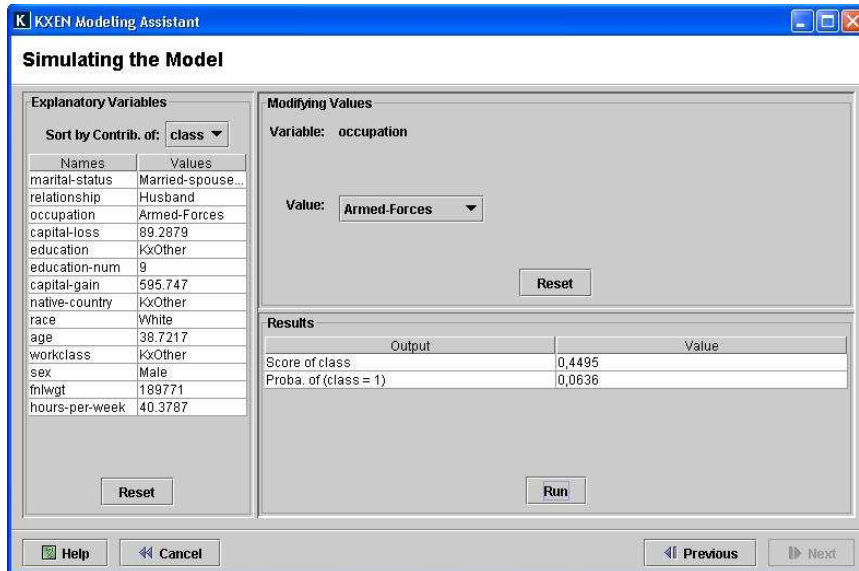 K KXEN Modeling Assistant
Simulating the Model
Explanatory Variables
Sort by Contrib. of: class
Names Values
marital-status Married-spouse...
relationship Husband
occupation Armed-Forces
capital-loss 89.2879
education KxOther
education-num 9
capital-gain 595.747
native-country KxOther
race White
age 38.7217
workclass KxOther
sex Male
fnlwgt 189771
hours-per-week 40.3787
Reset
Modifying Values
Variable: occupation
Value: Armed-Forces
Reset
Results
Output Value
Score of class 0,4495
Proba. of (class = 1) 0,0636
Run
Help Cancel Previous Next